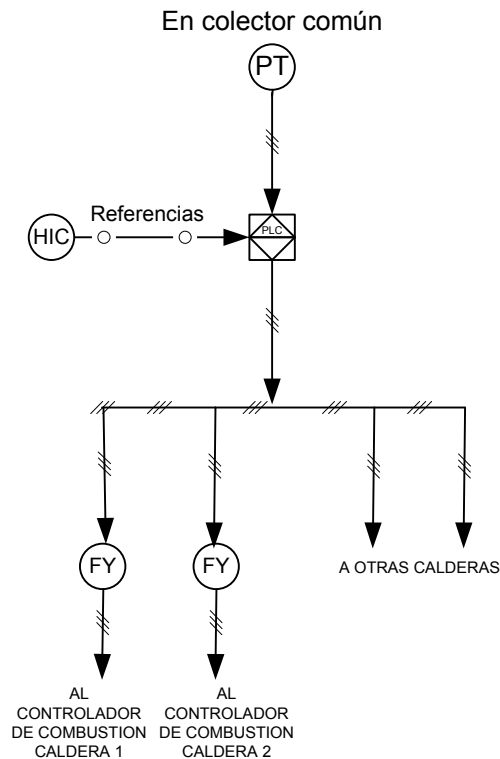 En colector común
PT
Referencias
HIC
PLC
FY
FY
A OTRAS CALDERAS
AL
CONTROLADOR
DE COMBUSTION
CALDERA 1
AL
CONTROLADOR
DE COMBUSTION
CALDERA 2